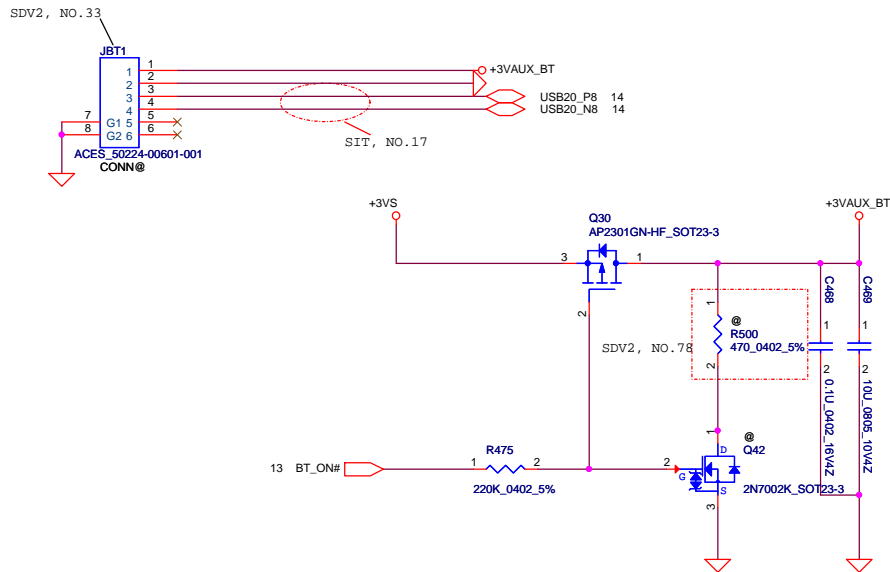 SDV2, NO.33
JBT1
1 1
2 2
3 3
4 4
7 G1 5 5
8 G2 6 6
+3VAUX_BT
USB20_P8 14
USB20_N8 14
ACES_50224-00601-001
CONN@
SIT, NO.17
+3VS
Q30
AP2301GN-HF_SOT23-3
3 1
2
+3VAUX_BT
C468
1
2
0.1U_0402_16V4Z
C469
1
2
10U_0805_10V4Z
1
@
R500
470_0402_5%
2
SDV2, NO.78
13 BT_ON#
R475
1 2
220K_0402_5%
2
G
1
D
S
3
@
Q42
2N7002K_SOT23-3